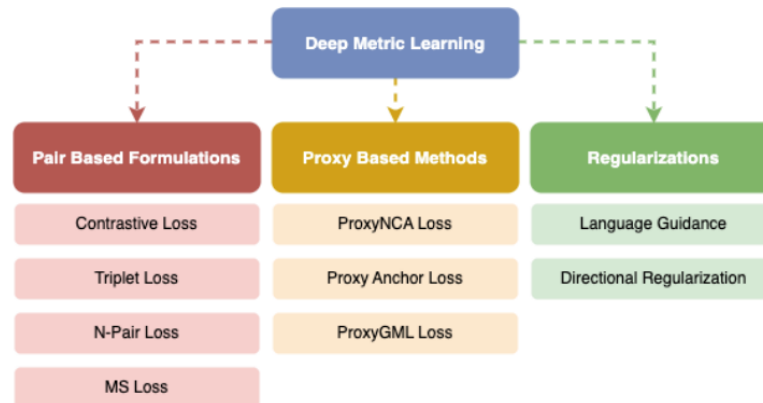 Deep Metric Learning
Pair Based Formulations
Contrastive Loss
Triplet Loss
N-Pair Loss
MS Loss
Proxy Based Methods
ProxyNCA Loss
Proxy Anchor Loss
ProxyGML Loss
Regularizations
Language Guidance
Directional Regularization